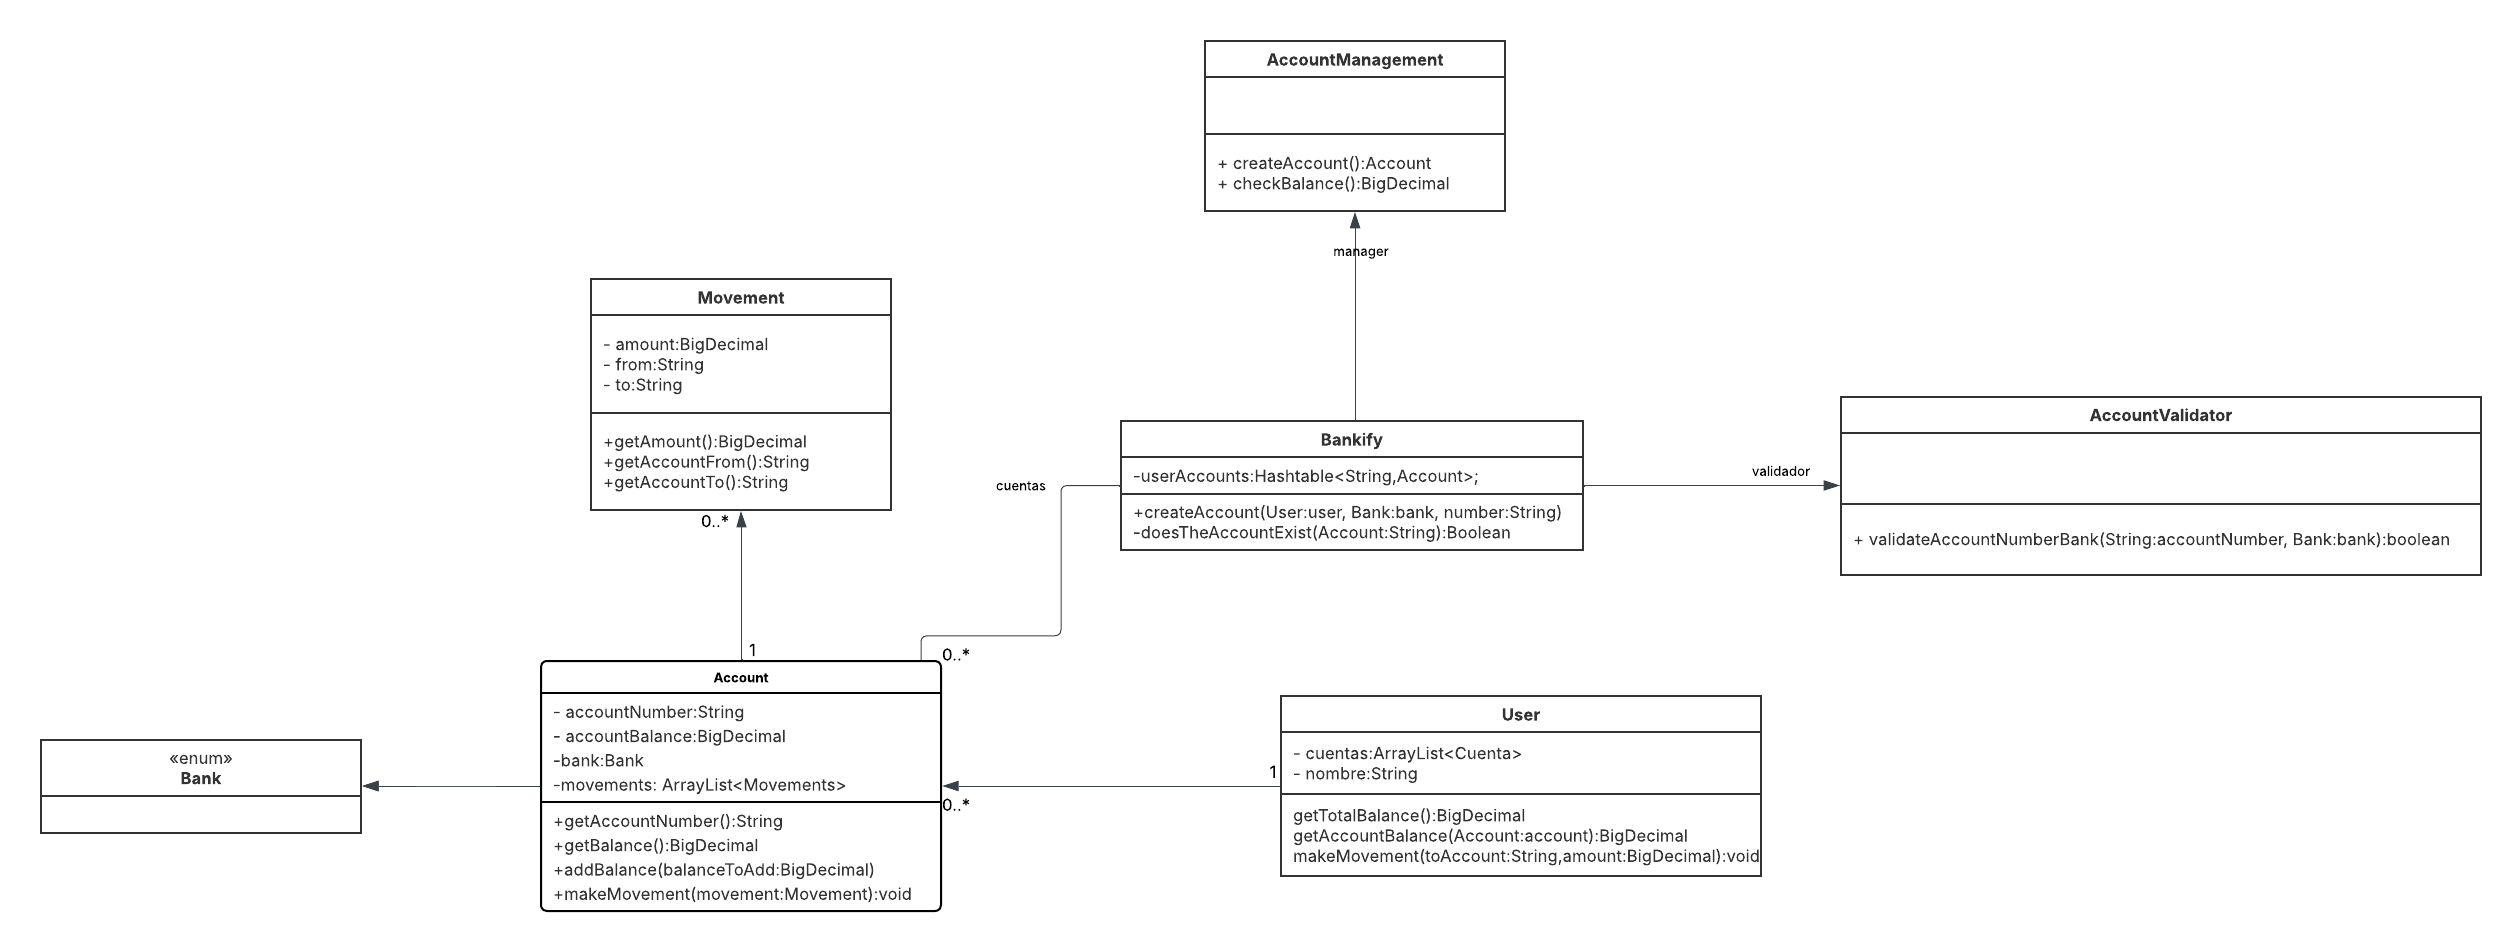 AccountManagement
+ createAccount():Account
+ checkBalance():BigDecimal
manager
Movement
- amount:BigDecimal
- from:String
- to:String
+getAmount():BigDecimal
+getAccountFrom():String
+getAccountTo():String
0..*
1
Bankify
-userAccounts:Hashtable<String,Account>;
+createAccount(User:user, Bank:bank, number:String)
-doesTheAccountExist(Account:String):Boolean
cuentas
0..*
validador
AccountValidator
+ validateAccountNumberBank(String:accountNumber, Bank:bank):boolean
«enum»
Bank
Account
- accountNumber:String
- accountBalance:BigDecimal
-bank:Bank
-movements: ArrayList<Movements>
+getAccountNumber():String
+getBalance():BigDecimal
+addBalance(balanceToAdd:BigDecimal)
+makeMovement(movement:Movement):void
0..*
1
User
- cuentas:ArrayList<Cuenta>
- nombre:String
getTotalBalance():BigDecimal
getAccountBalance(Account:account):BigDecimal
makeMovement(toAccount:String,amount:BigDecimal):void